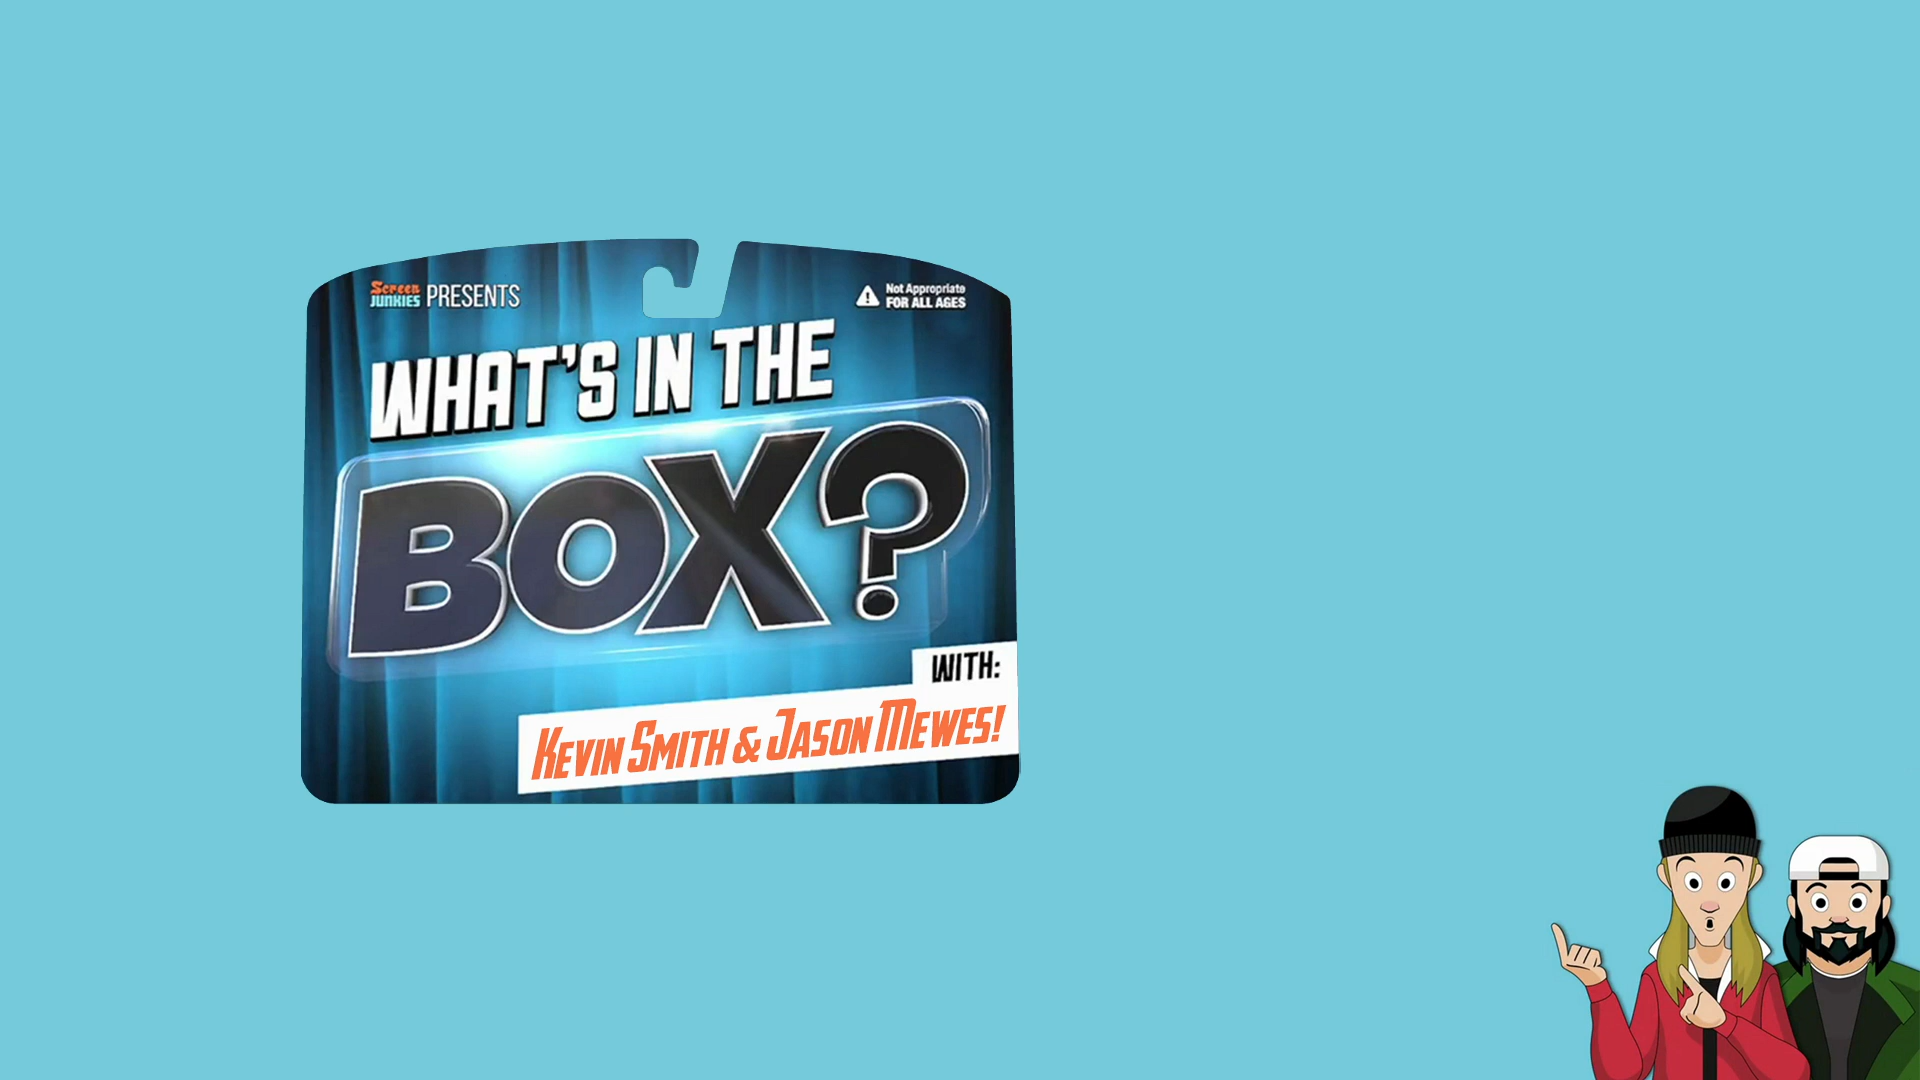 Screen JUNKIES PRESENTS
Not Appropriate
FOR ALL AGES
WHAT'S IN THE
BOX?
WITH:
KEVIN SMITH & JASON MEWES!